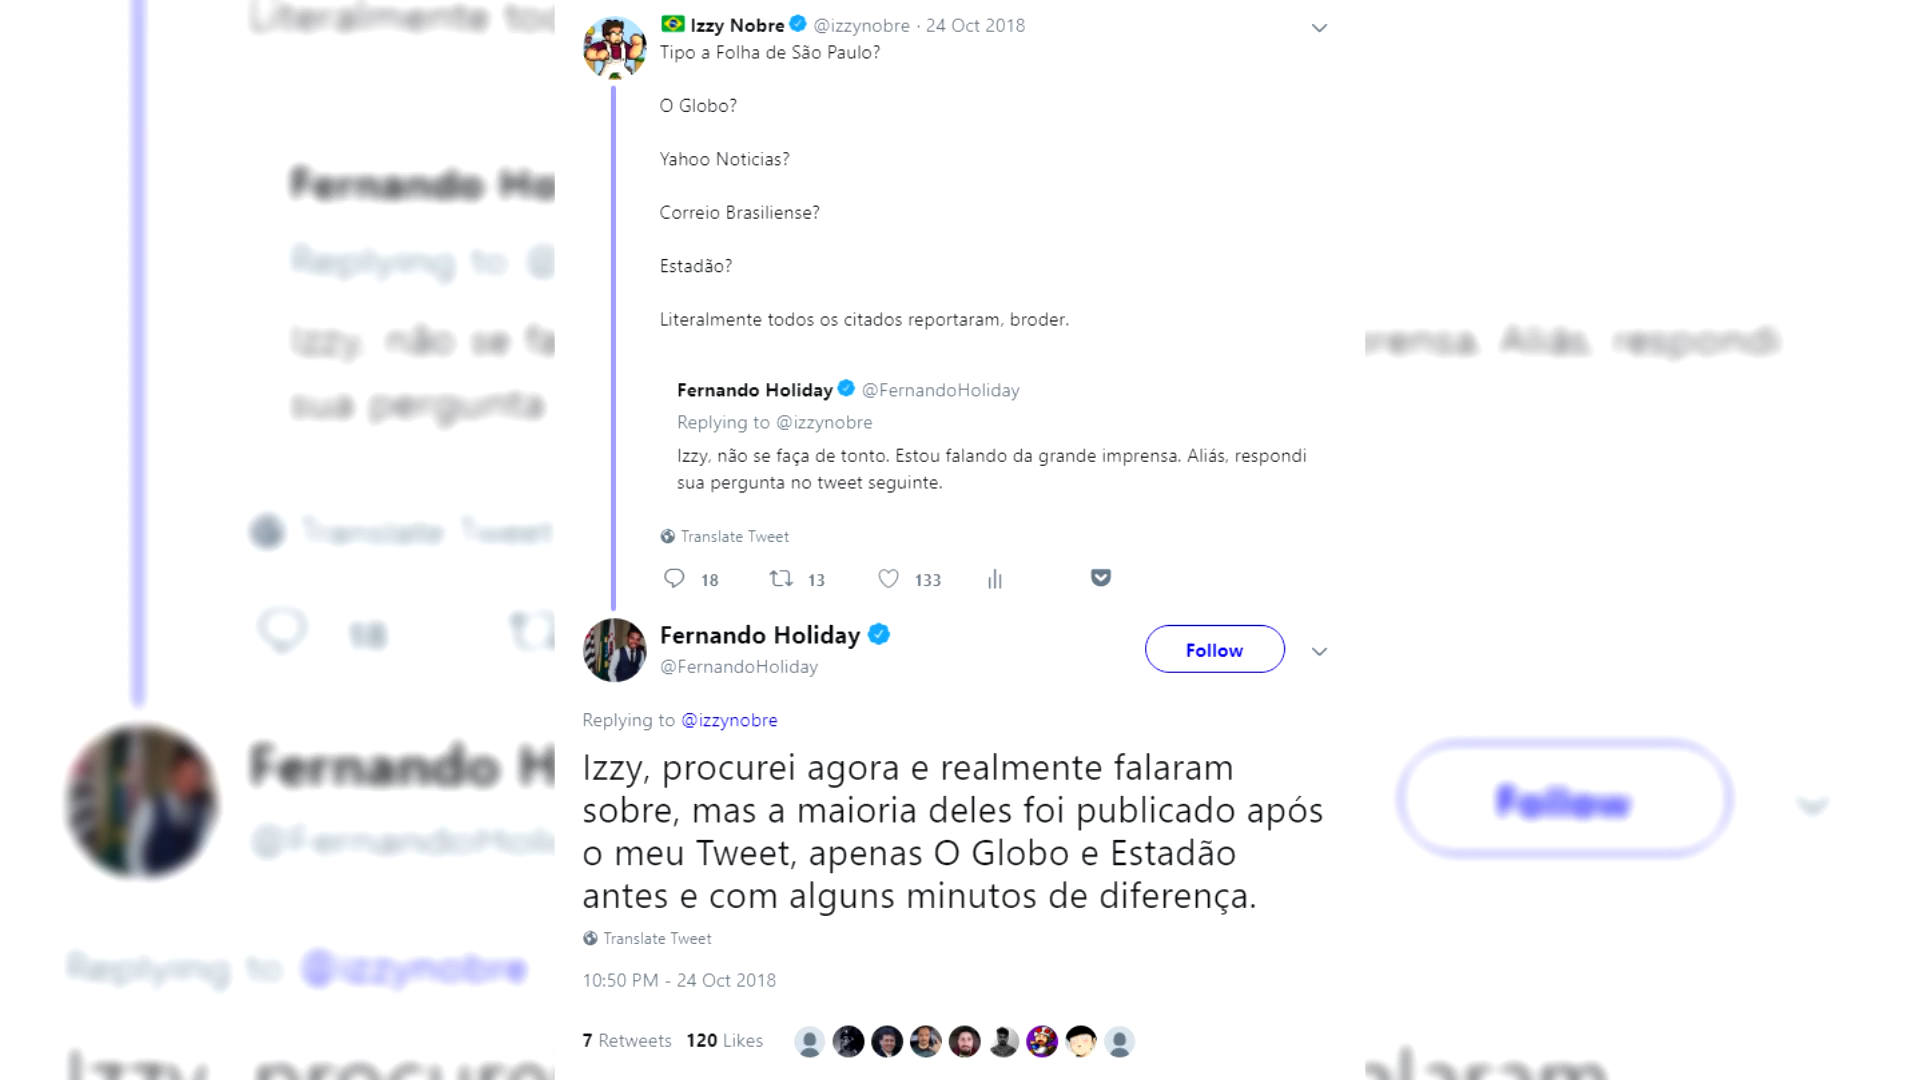 Izzy Nobre @izzynobre · 24 Oct 2018
Tipo a Folha de São Paulo?
O Globo?
Yahoo Noticias?
Correio Brasiliense?
Estadão?
Literalmente todos os citados reportaram, broder.
Fernando Holiday @FernandoHoliday
Replying to @izzynobre
Izzy, não se faça de tonto. Estou falando da grande imprensa. Aliás, respondi
sua pergunta no tweet seguinte.
Translate Tweet
18 13 133
Fernando Holiday
Follow
@FernandoHoliday
Replying to @izzynobre
Izzy, procurei agora e realmente falaram
sobre, mas a maioria deles foi publicado após
o meu Tweet, apenas O Globo e Estadão
antes e com alguns minutos de diferença.
Translate Tweet
10:50 PM - 24 Oct 2018
7 Retweets 120 Likes